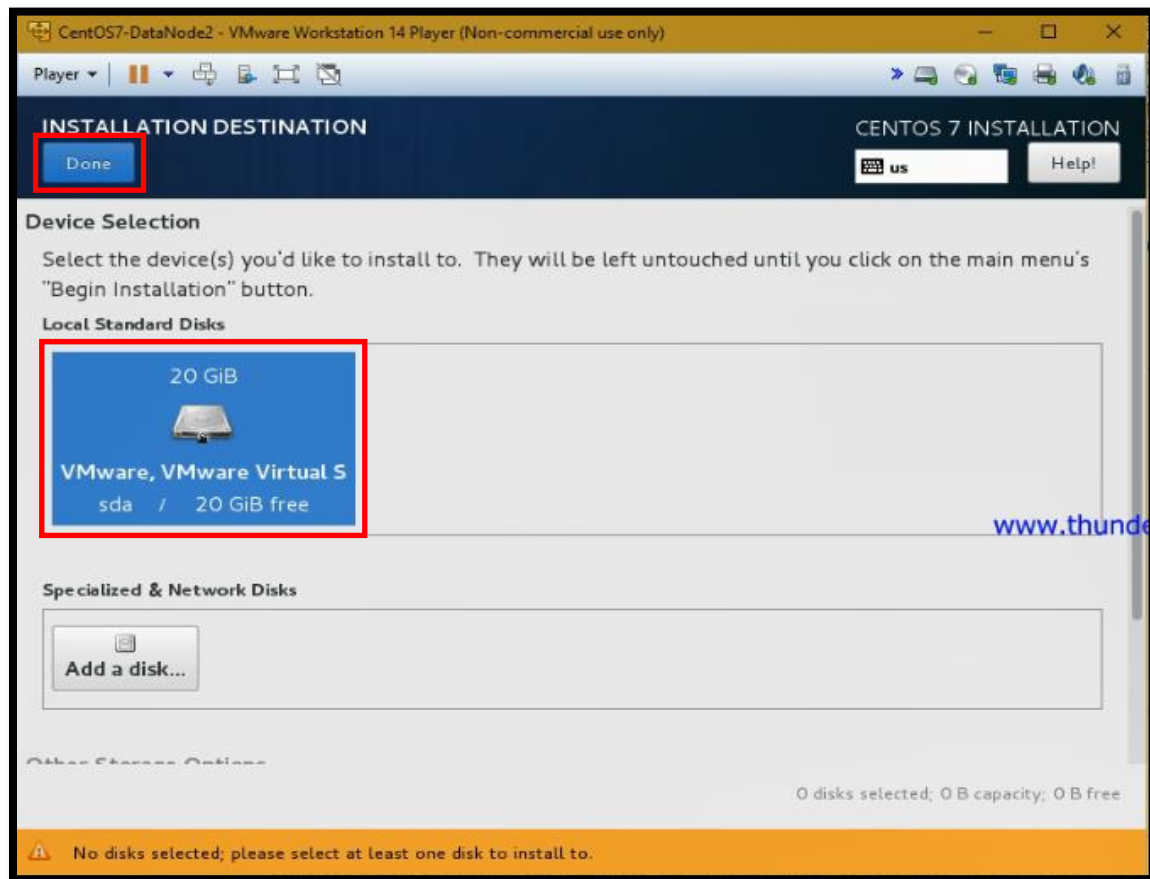 CentOS7-DataNode2 - VMware Workstation 14 Player (Non-commercial use only)
Player
INSTALLATION DESTINATION
CENTOS 7 INSTALLATION
Done
us
Help!
Device Selection
Select the device(s) you'd like to install to. They will be left untouched until you click on the main menu's
"Begin Installation" button.
Local Standard Disks
20 GiB
VMware, VMware Virtual S
sda / 20 GiB free
www.thunde
Specialized & Network Disks
Add a disk...
Other Storage Options
0 disks selected; 0 B capacity; 0 B free
No disks selected; please select at least one disk to install to.